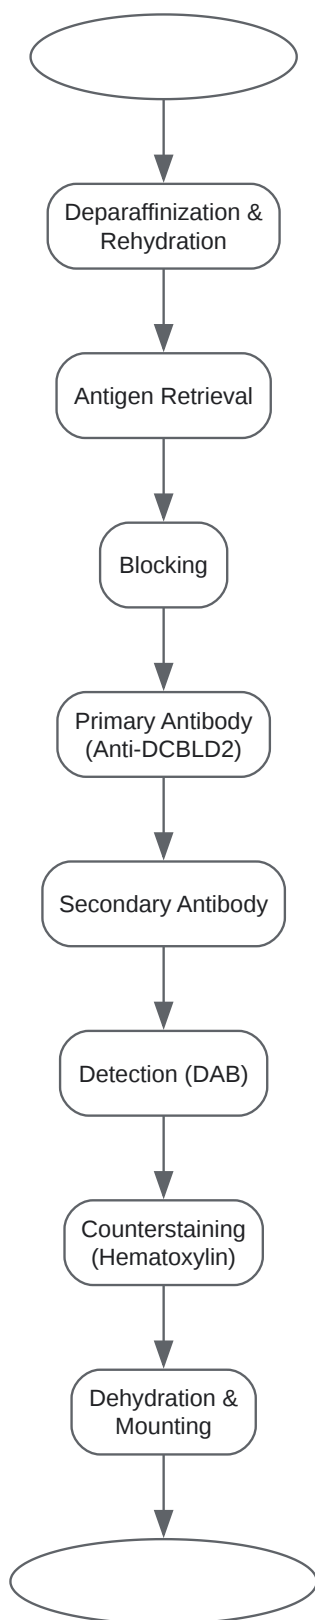 Deparaffinization &
Rehydration
Antigen Retrieval
Blocking
Primary Antibody
(Anti-DCBLD2)
Secondary Antibody
Detection (DAB)
Counterstaining
(Hematoxylin)
Dehydration &
Mounting